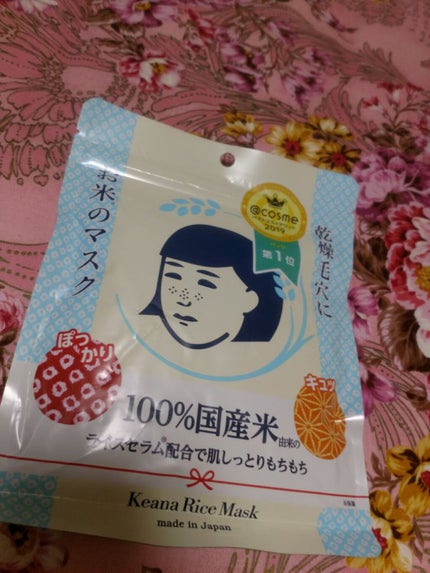 お米のマスク
乾燥毛穴に
@cosme
2019
第1位
ぽっ
かり
キュッ
100%国産米由来の
ライスセラム配合で肌しっとりもちもち
Keana Rice Mask
made in Japan